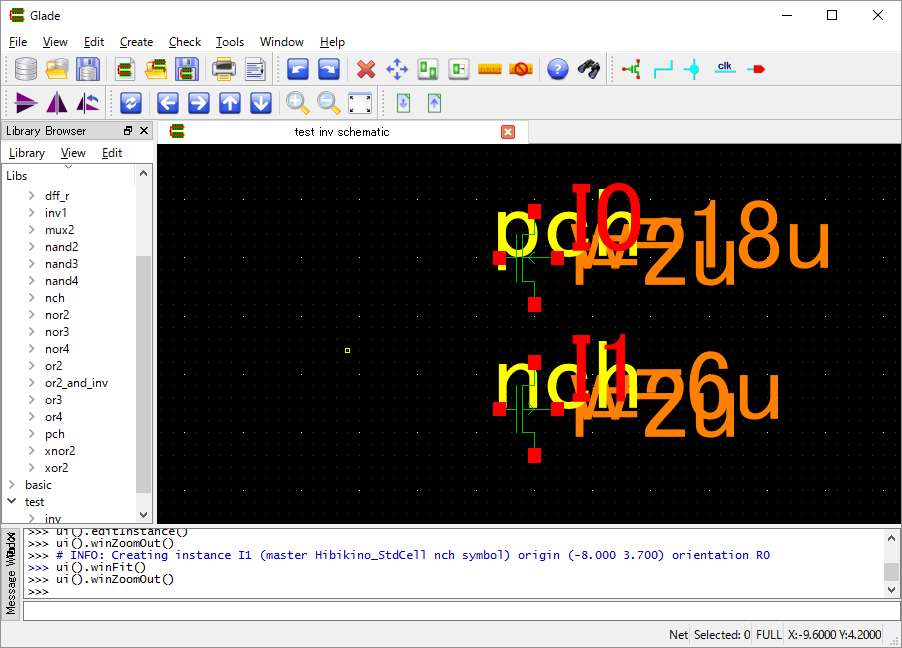 Glade
File View Edit Create Check Tools Window Help
clk
Library Browser
test inv schematic
Library View Edit
Libs
dff_r
inv1
mux2
nand2
nand3
nand4
nch
nor2
nor3
nor4
or2
or2_and_inv
or3
or4
pch
xnor2
xor2
basic
test
inv
pch
I0
w=18u
2u
nch
I1
w=6u
2u
Message Window
>>> ui().editInstance()
>>> ui().winZoomOut()
>>> # INFO: Creating instance I1 (master Hibikino_StdCell nch symbol) origin (-8.000 3.700) orientation R0
>>> ui().winFit()
>>> ui().winZoomOut()
>>>
Net Selected: 0 FULL X:-9.6000 Y:4.2000